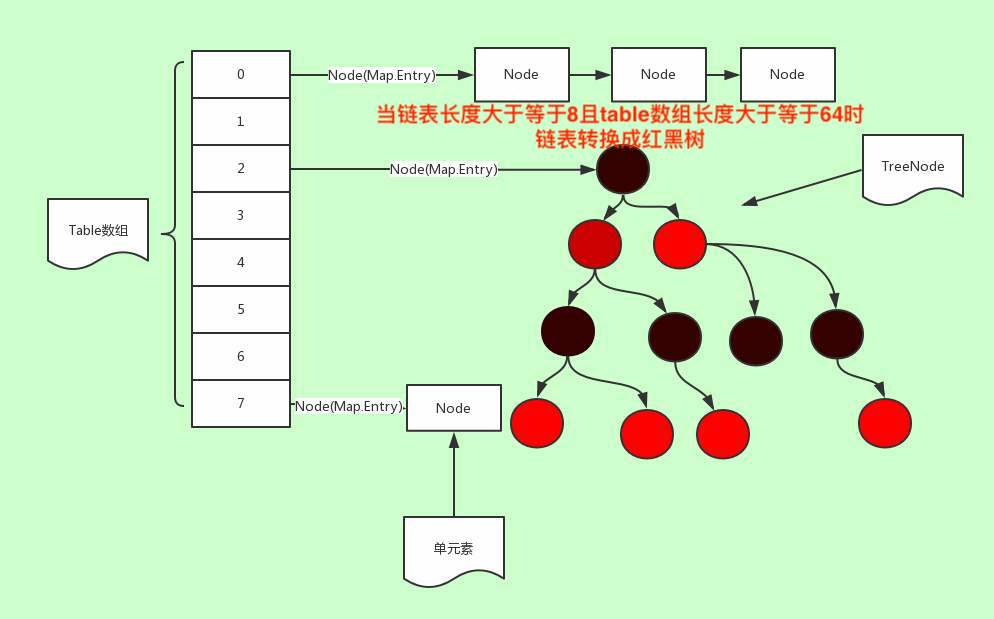 0
Node(Map.Entry)
Node
Node
Node
当链表长度大于等于8且table数组长度大于等于64时
链表转换成红黑树
1
2
Node(Map.Entry)
TreeNode
3
Table数组
4
5
6
7
Node(Map.Entry)
Node
单元素